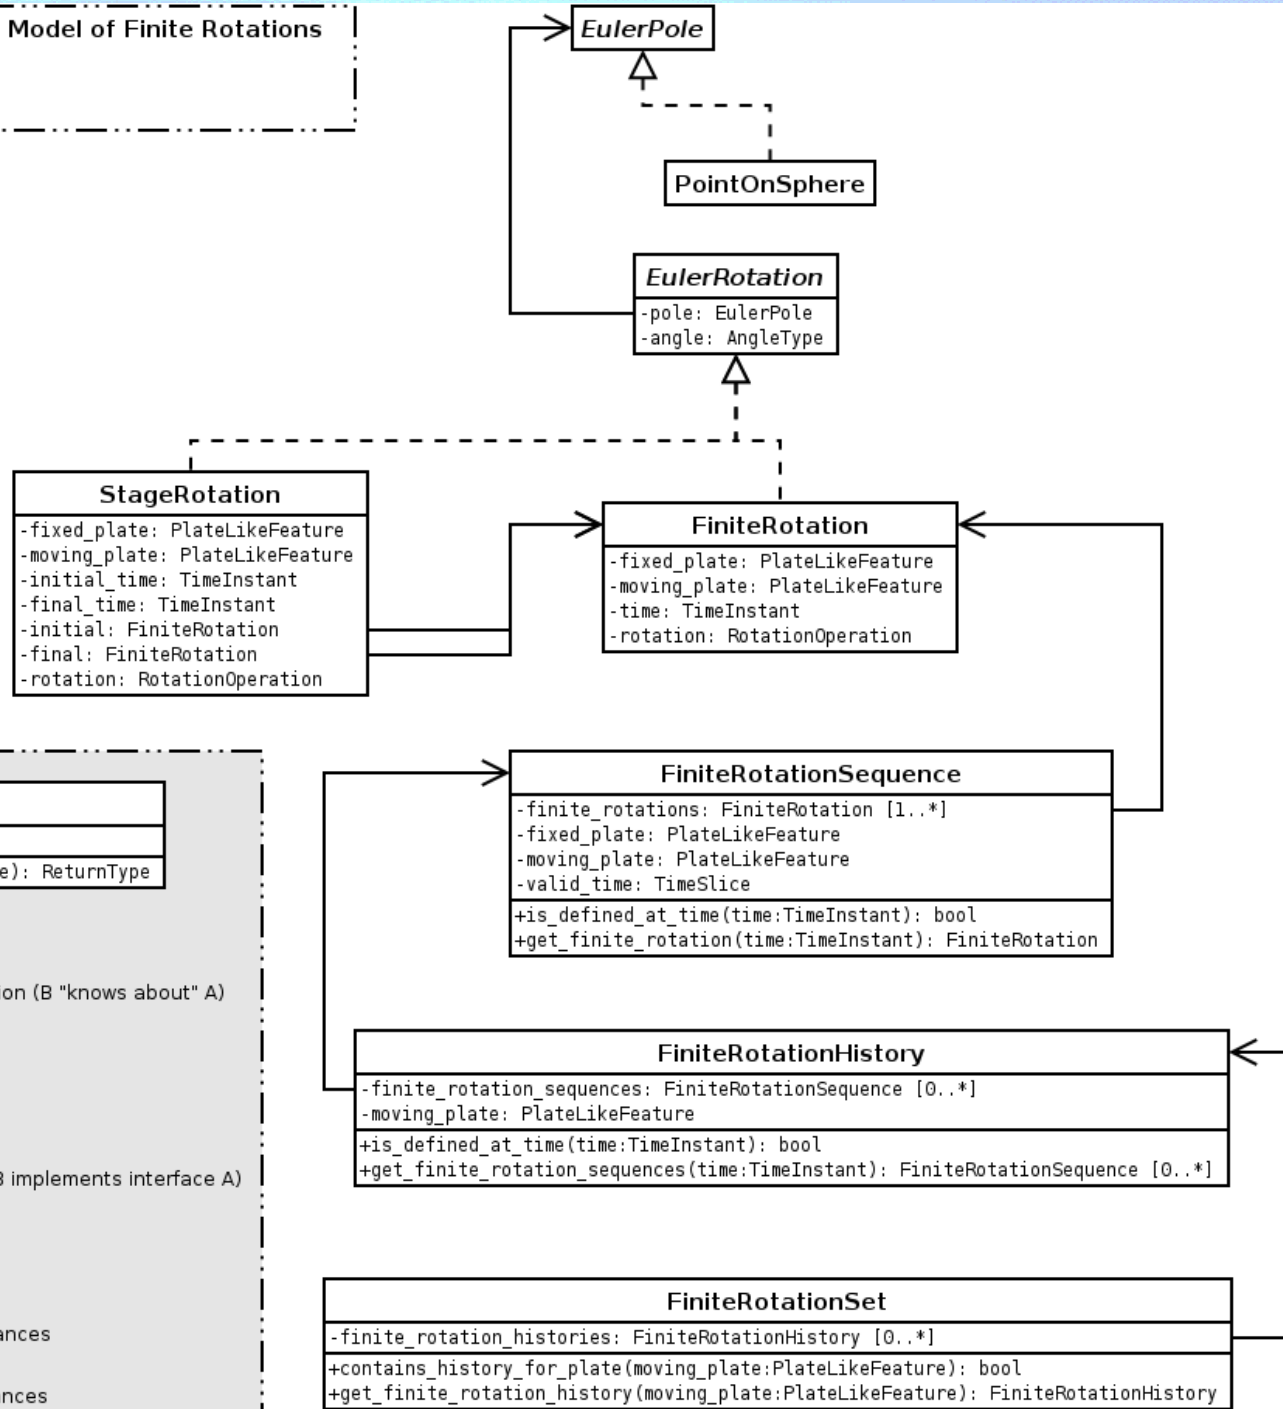 Model of Finite Rotations
EulerPole
PointOnSphere
EulerRotation
-pole: EulerPole
-angle: AngleType
StageRotation
-fixed_plate: PlateLikeFeature
-moving_plate: PlateLikeFeature
-initial_time: TimeInstant
-final_time: TimeInstant
-initial: FiniteRotation
-final: FiniteRotation
-rotation: RotationOperation
FiniteRotation
-fixed_plate: PlateLikeFeature
-moving_plate: PlateLikeFeature
-time: TimeInstant
-rotation: RotationOperation
FiniteRotationSequence
-finite_rotations: FiniteRotation [1..*]
-fixed_plate: PlateLikeFeature
-moving_plate: PlateLikeFeature
-valid_time: TimeSlice
+is_defined_at_time(time:TimeInstant): bool
+get_finite_rotation(time:TimeInstant): FiniteRotation
e): ReturnType
ion (B "knows about" A)
B implements interface A)
ances
nces
FiniteRotationHistory
-finite_rotation_sequences: FiniteRotationSequence [0..*]
-moving_plate: PlateLikeFeature
+is_defined_at_time(time:TimeInstant): bool
+get_finite_rotation_sequences(time:TimeInstant): FiniteRotationSequence [0..*]
FiniteRotationSet
-finite_rotation_histories: FiniteRotationHistory [0..*]
+contains_history_for_plate(moving_plate:PlateLikeFeature): bool
+get_finite_rotation_history(moving_plate:PlateLikeFeature): FiniteRotationHistory